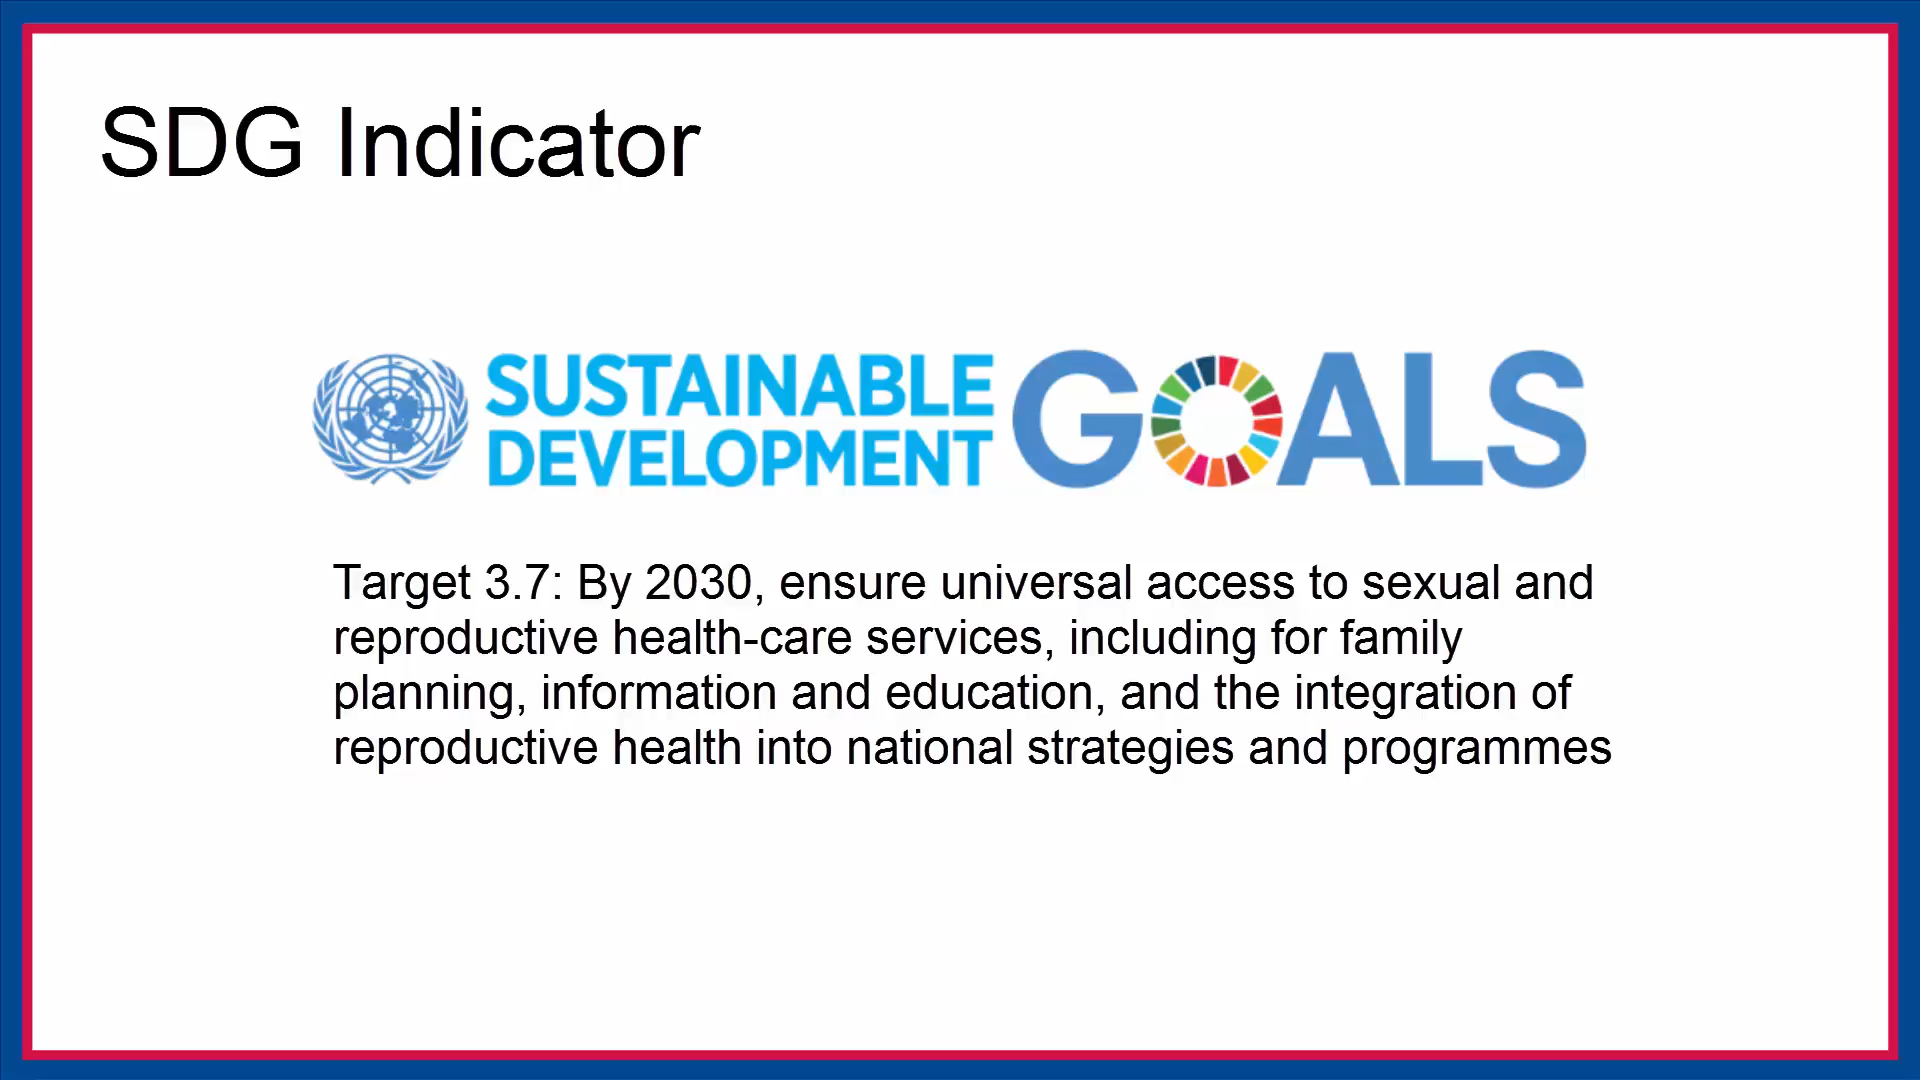 SDG Indicator
SUSTAINABLE
DEVELOPMENT
GOALS
Target 3.7: By 2030, ensure universal access to sexual and
reproductive health-care services, including for family
planning, information and education, and the integration of
reproductive health into national strategies and programmes